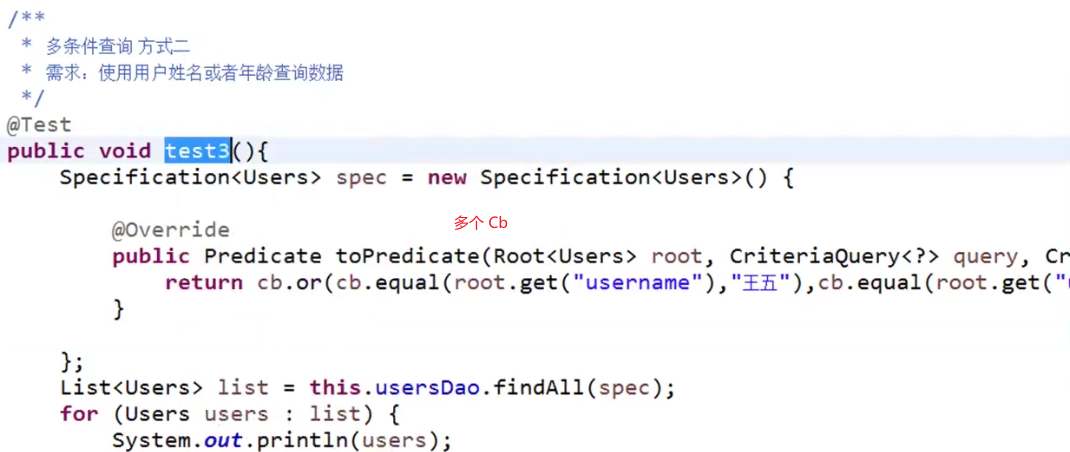 /**
* 多条件查询 方式二
* 需求：使用用户姓名或者年龄查询数据
*/
@Test
public void test3(){
Specification<Users> spec = new Specification<Users>() {
多个 Cb
@Override
public Predicate toPredicate(Root<Users> root, CriteriaQuery<?> query, Cr
return cb.or(cb.equal(root.get("username"),"王五"),cb.equal(root.get("u
}
};
List<Users> list = this.usersDao.findAll(spec);
for (Users users : list) {
System.out.println(users);